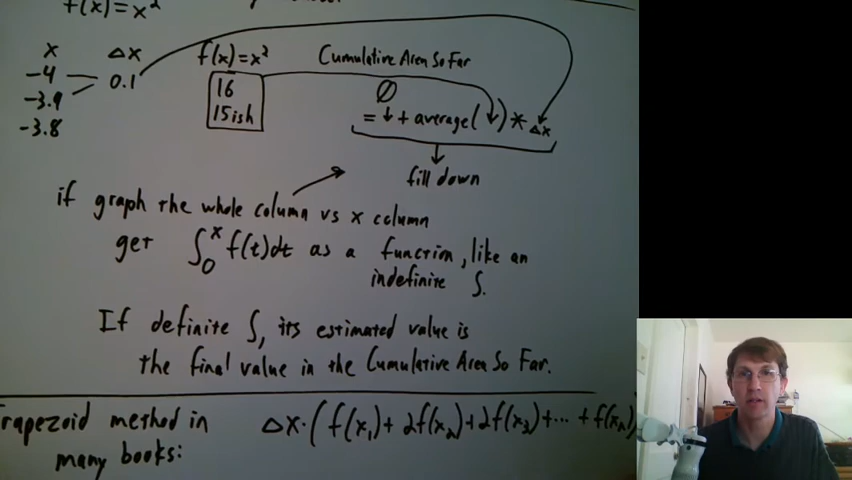 f(x)=x²
x Δx f(x)=x² Cumulative Area So Far
-4 0.1 16 Ø
-3.9 15ish = ↓ + average( ↓ ) * Δx
-3.8
fill down
if graph the whole column vs x column
get ∫₀ˣ f(t)dt as a function, like an
indefinite ∫.
If definite ∫, its estimated value is
the final value in the Cumulative Area So Far.
rapezoid method in Δx·(f(x₁)+2f(x₂)+2f(x₃)+···+f(xₙ)
many books: